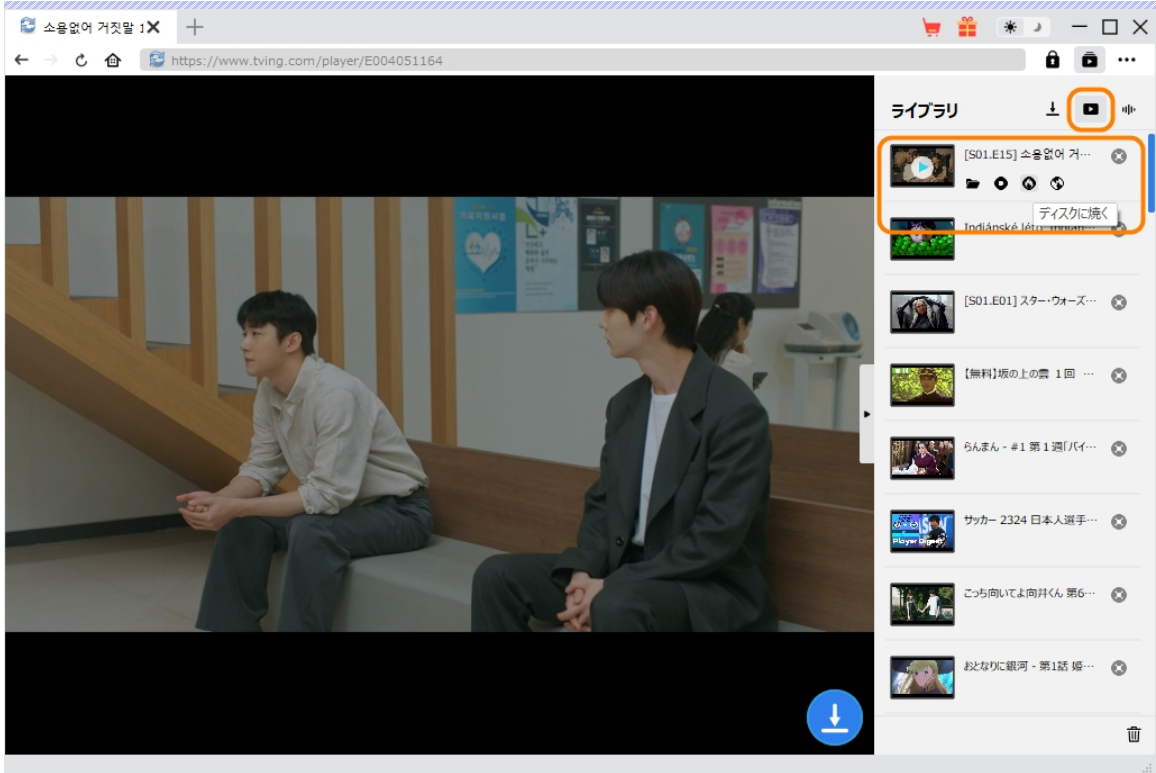 소용없어 거짓말 1
https://www.tving.com/player/E004051164
ライブラリ
[S01.E15] 소용없어 거…
ディスクに焼く
Indiánské léto
[S01.E01] スター・ウォーズ…
【無料】坂の上の雲 1回 …
らんまん - #1 第1週「バイ…
サッカー 2324 日本人選手…
Player Digest
こっち向いてよ向井くん 第6…
おとなりに銀河 - 第1話 姫…